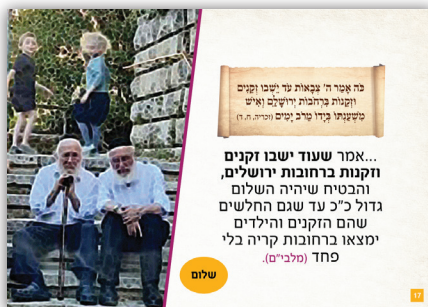 כֹּה אָמַר ה' צְבָאוֹת עֹד יֵשְׁבוּ זְקֵנִים
וּזְקֵנוֹת בִּרְחֹבוֹת יְרוּשָׁלָ‍ִם וְאִישׁ
מִשְׁעַנְתּוֹ בְּיָדוֹ מֵרֹב יָמִים (זכריה, ח, ד)
...אמר שעוד ישבו זקנים
וזקנות ברחובות ירושלים,
והבטיח שיהיה השלום
גדול כ"כ עד שגם החלשים
שהם הזקנים והילדים
ימצאו ברחובות קריה בלי
פחד (מלבי"ם).
שלום
17